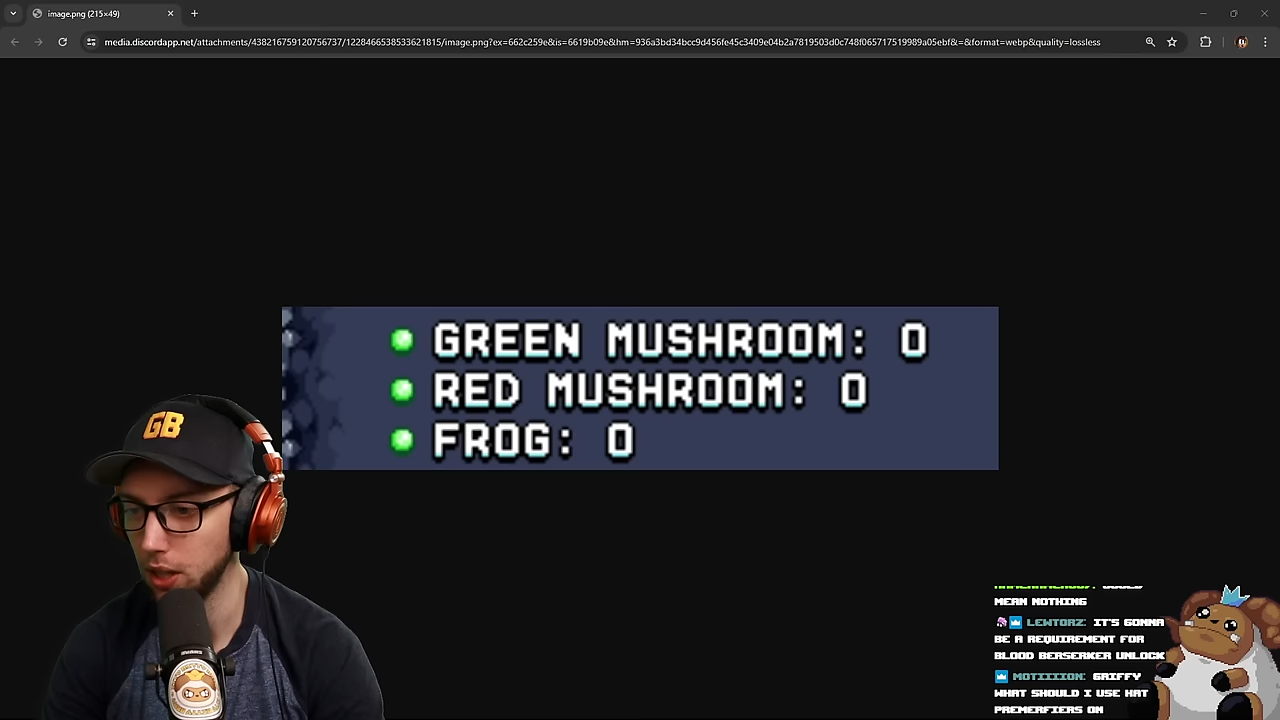 image.png (215×49)
media.discordapp.net/attachments/438216759120756737/1228466538533621815/image.png?ex=662c259e&is=6619b09e&hm=936a3bd34bcc9d456fe45c3409e04b2a7819503d0c748f065717519989a05ebf&=&format=webp&quality=lossless
GREEN MUSHROOM: 0
RED MUSHROOM: 0
FROG: 0
GB
MEAN NOTHING
LEWTORZ: IT'S GONNA
BE A REQUIREMENT FOR
BLOOD BERSERKER UNLOCK
MOTIIIION: GRIFFY
WHAT SHOULD I USE HAT
PREMERFIERS ON